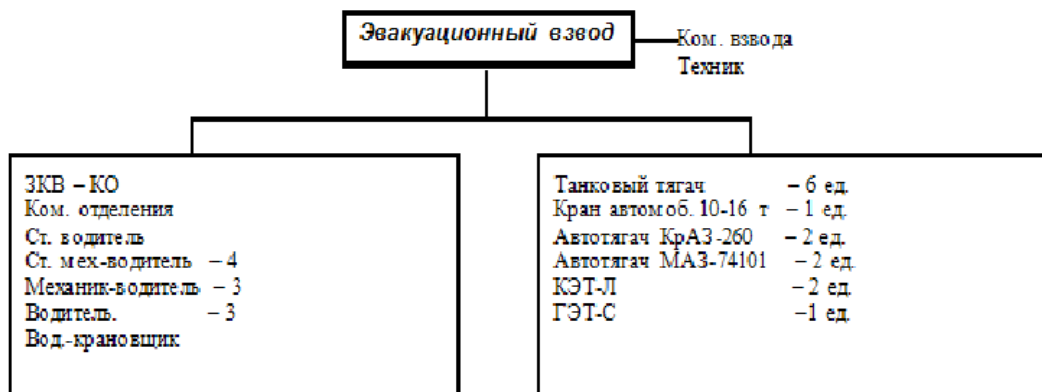 Эвакуационный взвод
Ком. взвода
Техник
ЗКВ – КО
Ком. отделения
Ст. водитель
Ст. мех-водитель – 4
Механик-водитель – 3
Водитель. – 3
Вод.-крановщик
Танковый тягач – 6 ед.
Кран автомоб. 10-16 т – 1 ед.
Автотягач КрАЗ-260 – 2 ед.
Автотягач МАЗ-74101 – 2 ед.
КЭТ-Л – 2 ед.
ГЭТ-С –1 ед.